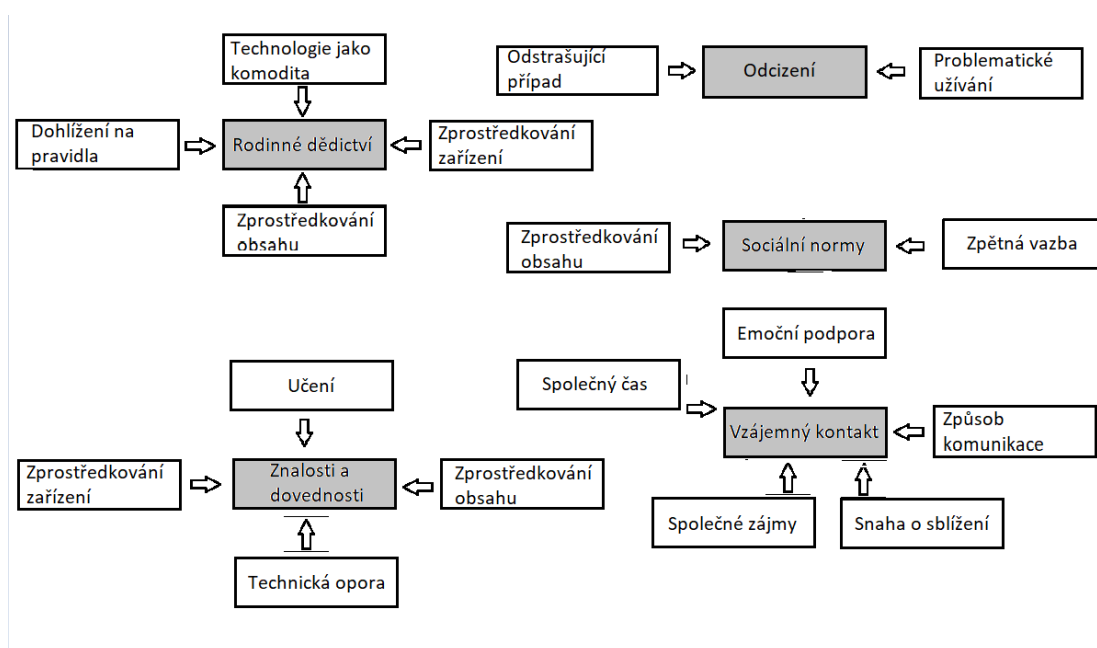 Technologie jako
komodita
Dohlížení na
pravidla
Rodinné dědictví
Zprostředkování
zařízení
Zprostředkování
obsahu
Odstrašující
případ
Odcizení
Problematické
užívání
Zprostředkování
obsahu
Sociální normy
Zpětná vazba
Učení
Zprostředkování
zařízení
Znalosti a
dovednosti
Zprostředkování
obsahu
Technická opora
Emoční podpora
Společný čas
Vzájemný kontakt
Způsob
komunikace
Společné zájmy
Snaha o sblížení